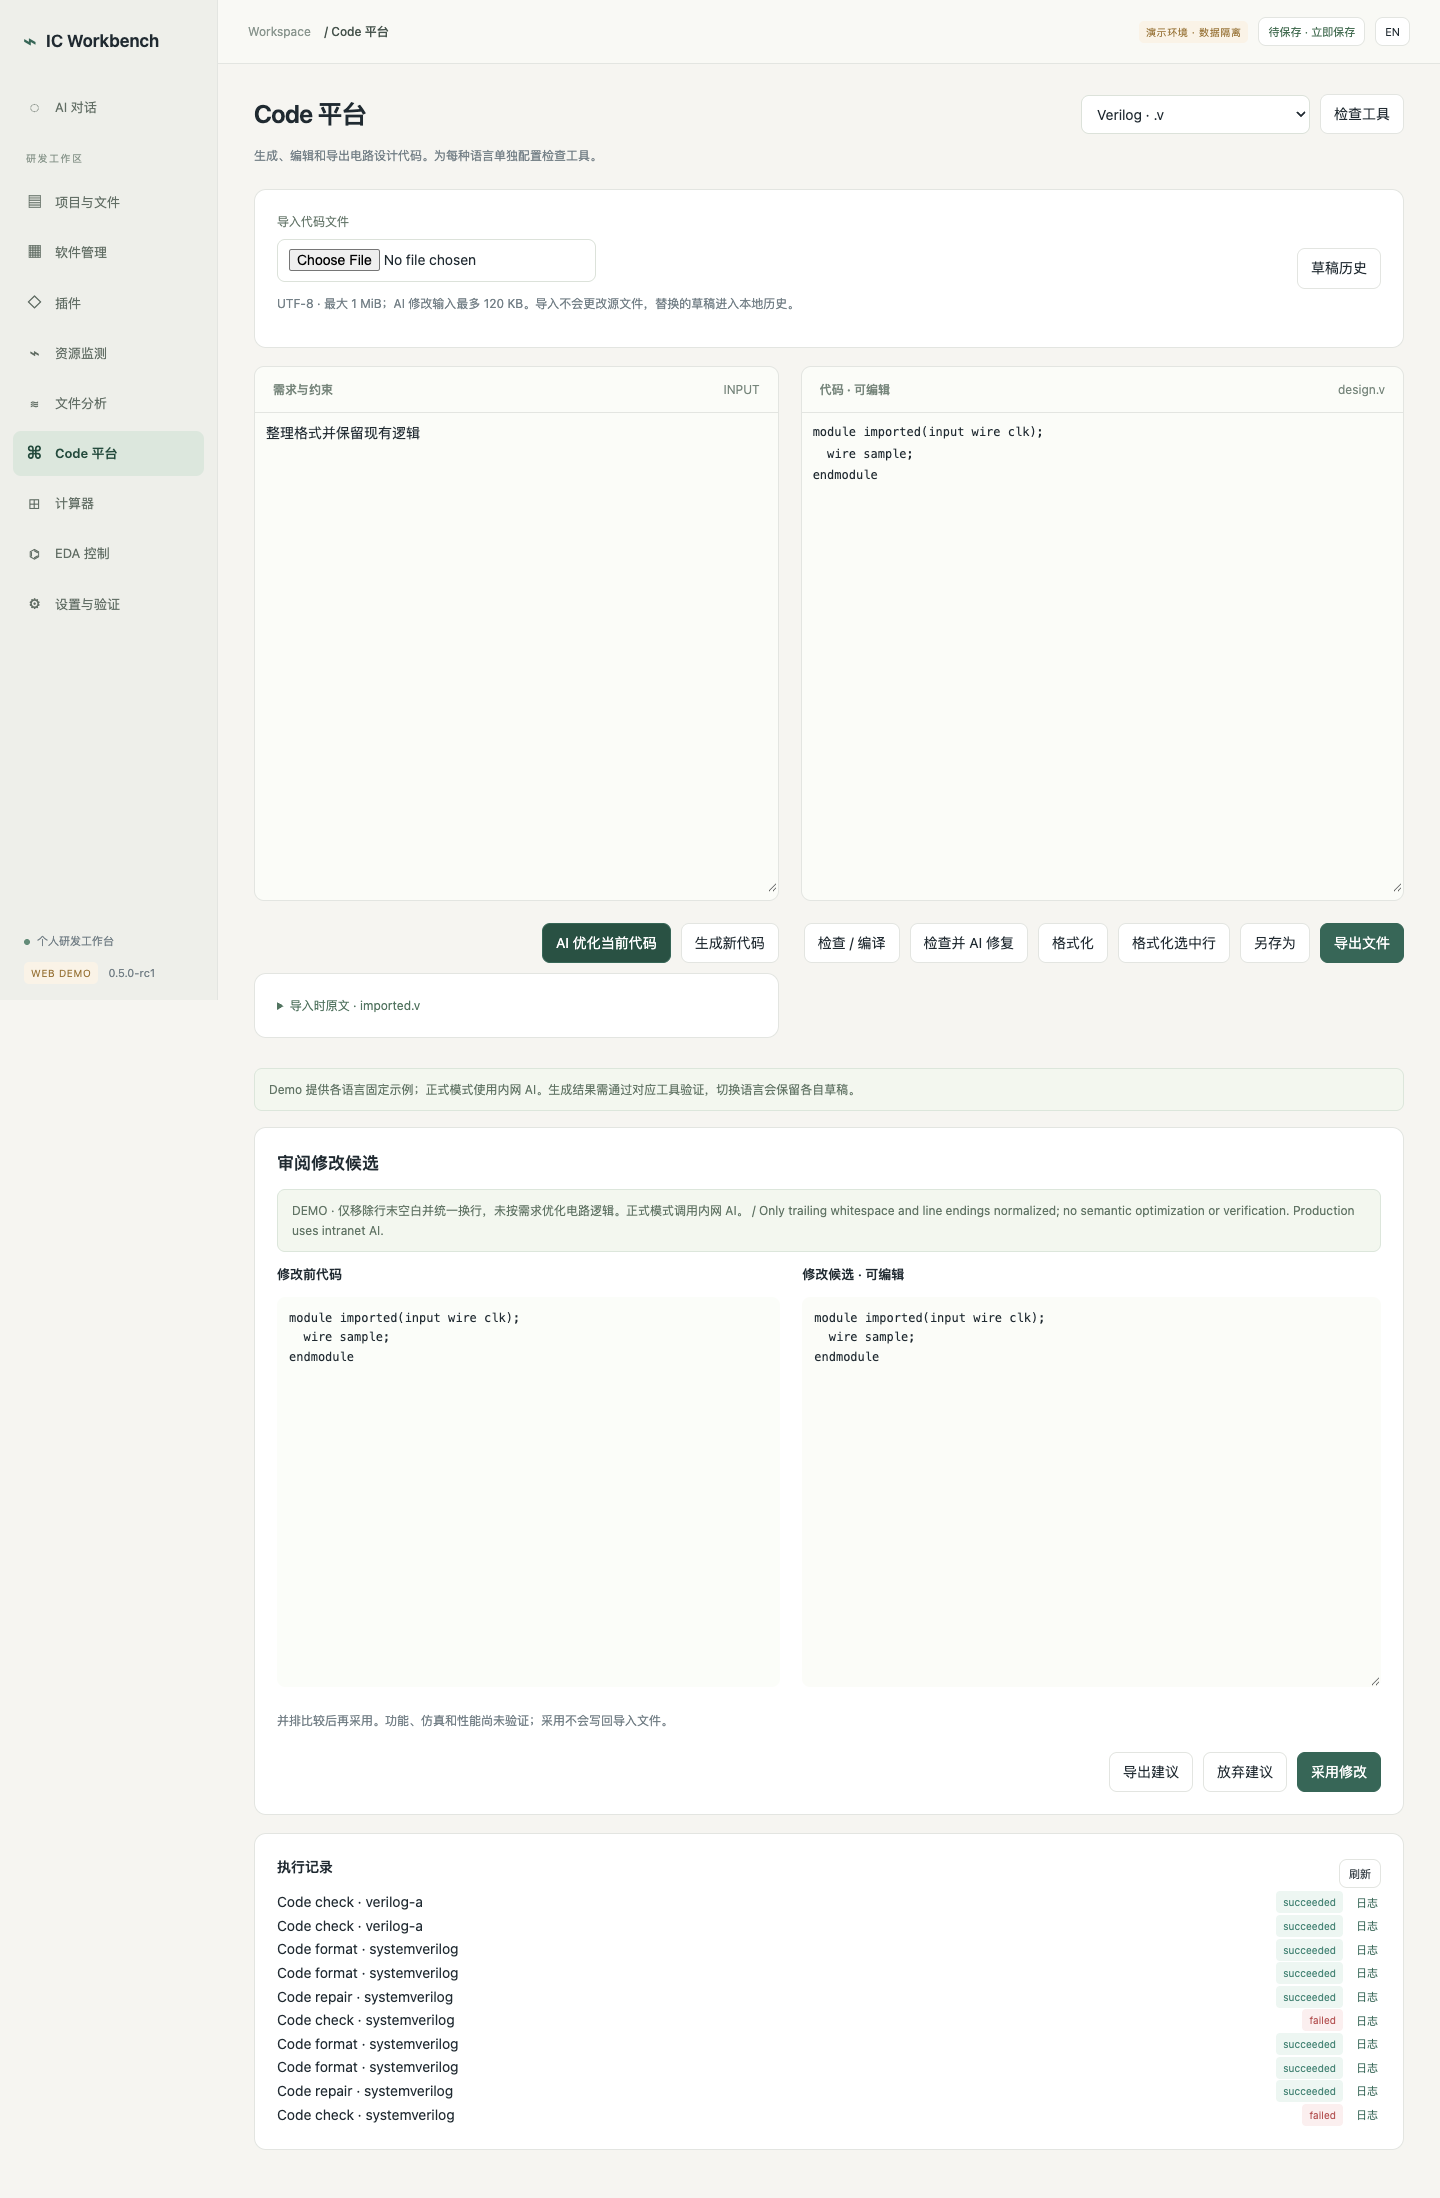 IC Workbench
AI 对话
研发工作区
项目与文件
软件管理
插件
资源监测
文件分析
Code 平台
计算器
EDA 控制
设置与验证
个人研发工作台
WEB DEMO 0.5.0-rc1
Workspace / Code 平台
演示环境 · 数据隔离
待保存 · 立即保存
EN
Code 平台
Verilog · .v
检查工具
生成、编辑和导出电路设计代码。为每种语言单独配置检查工具。
导入代码文件
Choose File No file chosen
草稿历史
UTF-8 · 最大 1 MiB；AI 修改输入最多 120 KB。导入不会更改源文件，替换的草稿进入本地历史。
需求与约束 INPUT
整理格式并保留现有逻辑
代码 · 可编辑 design.v
module imported(input wire clk);
  wire sample;
endmodule
AI 优化当前代码
生成新代码
检查 / 编译
检查并 AI 修复
格式化
格式化选中行
另存为
导出文件
导入时原文 · imported.v
Demo 提供各语言固定示例；正式模式使用内网 AI。生成结果需通过对应工具验证，切换语言会保留各自草稿。
审阅修改候选
DEMO · 仅移除行末空白并统一换行，未按需求优化电路逻辑。正式模式调用内网 AI。 / Only trailing whitespace and line endings normalized; no semantic optimization or verification. Production
uses intranet AI.
修改前代码
module imported(input wire clk);
  wire sample;
endmodule
修改候选 · 可编辑
module imported(input wire clk);
  wire sample;
endmodule
并排比较后再采用。功能、仿真和性能尚未验证；采用不会写回导入文件。
导出建议
放弃建议
采用修改
执行记录
刷新
Code check · verilog-a succeeded 日志
Code check · verilog-a succeeded 日志
Code format · systemverilog succeeded 日志
Code format · systemverilog succeeded 日志
Code repair · systemverilog succeeded 日志
Code check · systemverilog failed 日志
Code format · systemverilog succeeded 日志
Code format · systemverilog succeeded 日志
Code repair · systemverilog succeeded 日志
Code check · systemverilog failed 日志